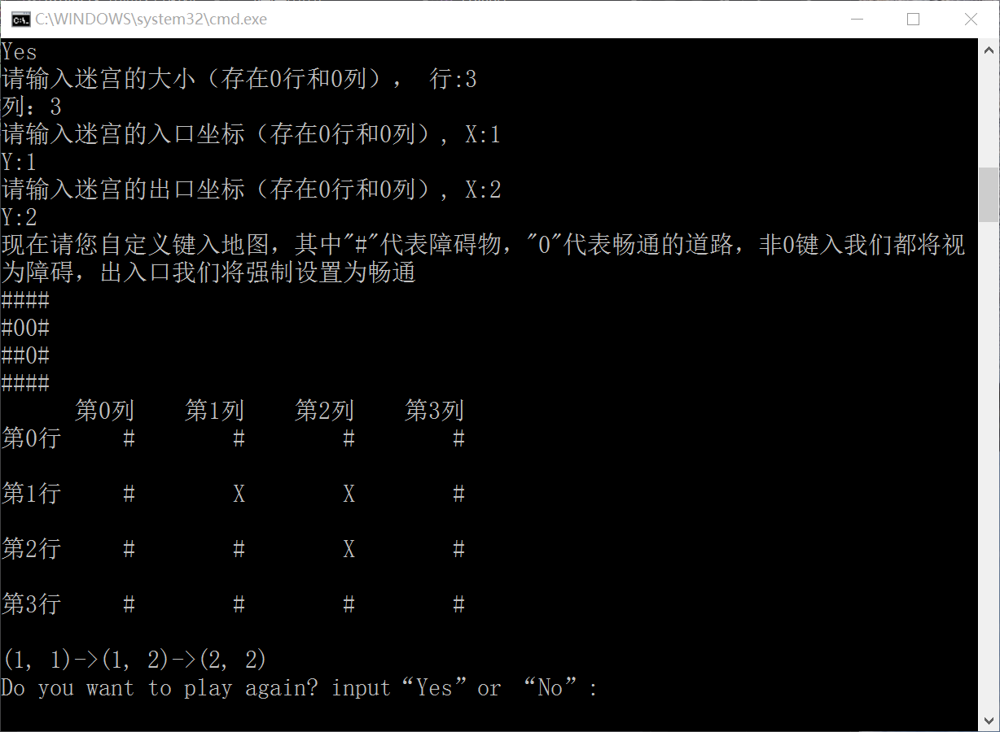 C:\WINDOWS\system32\cmd.exe
Yes
请输入迷宫的大小（存在0行和0列）， 行:3
列：3
请输入迷宫的入口坐标（存在0行和0列）, X:1
Y:1
请输入迷宫的出口坐标（存在0行和0列）, X:2
Y:2
现在请您自定义键入地图，其中"#"代表障碍物，"0"代表畅通的道路，非0键入我们都将视
为障碍，出入口我们将强制设置为畅通
####
#00#
##0#
####
第0列 第1列 第2列 第3列
第0行 # # # #
第1行 # X X #
第2行 # # X #
第3行 # # # #
(1, 1)->(1, 2)->(2, 2)
Do you want to play again? input“Yes”or “No”: